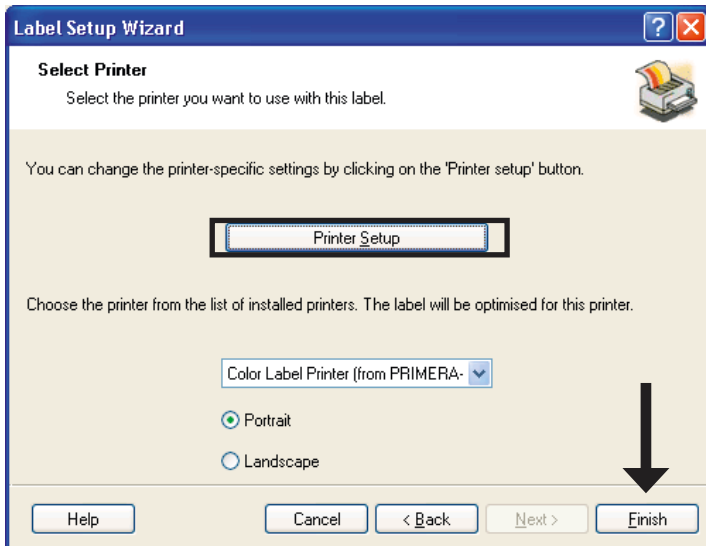 Label Setup Wizard
Select Printer
Select the printer you want to use with this label.
You can change the printer-specific settings by clicking on the 'Printer setup' button.
Printer Setup
Choose the printer from the list of installed printers. The label will be optimised for this printer.
Color Label Printer (from PRIMERA-
Portrait
Landscape
Help Cancel < Back Next > Finish